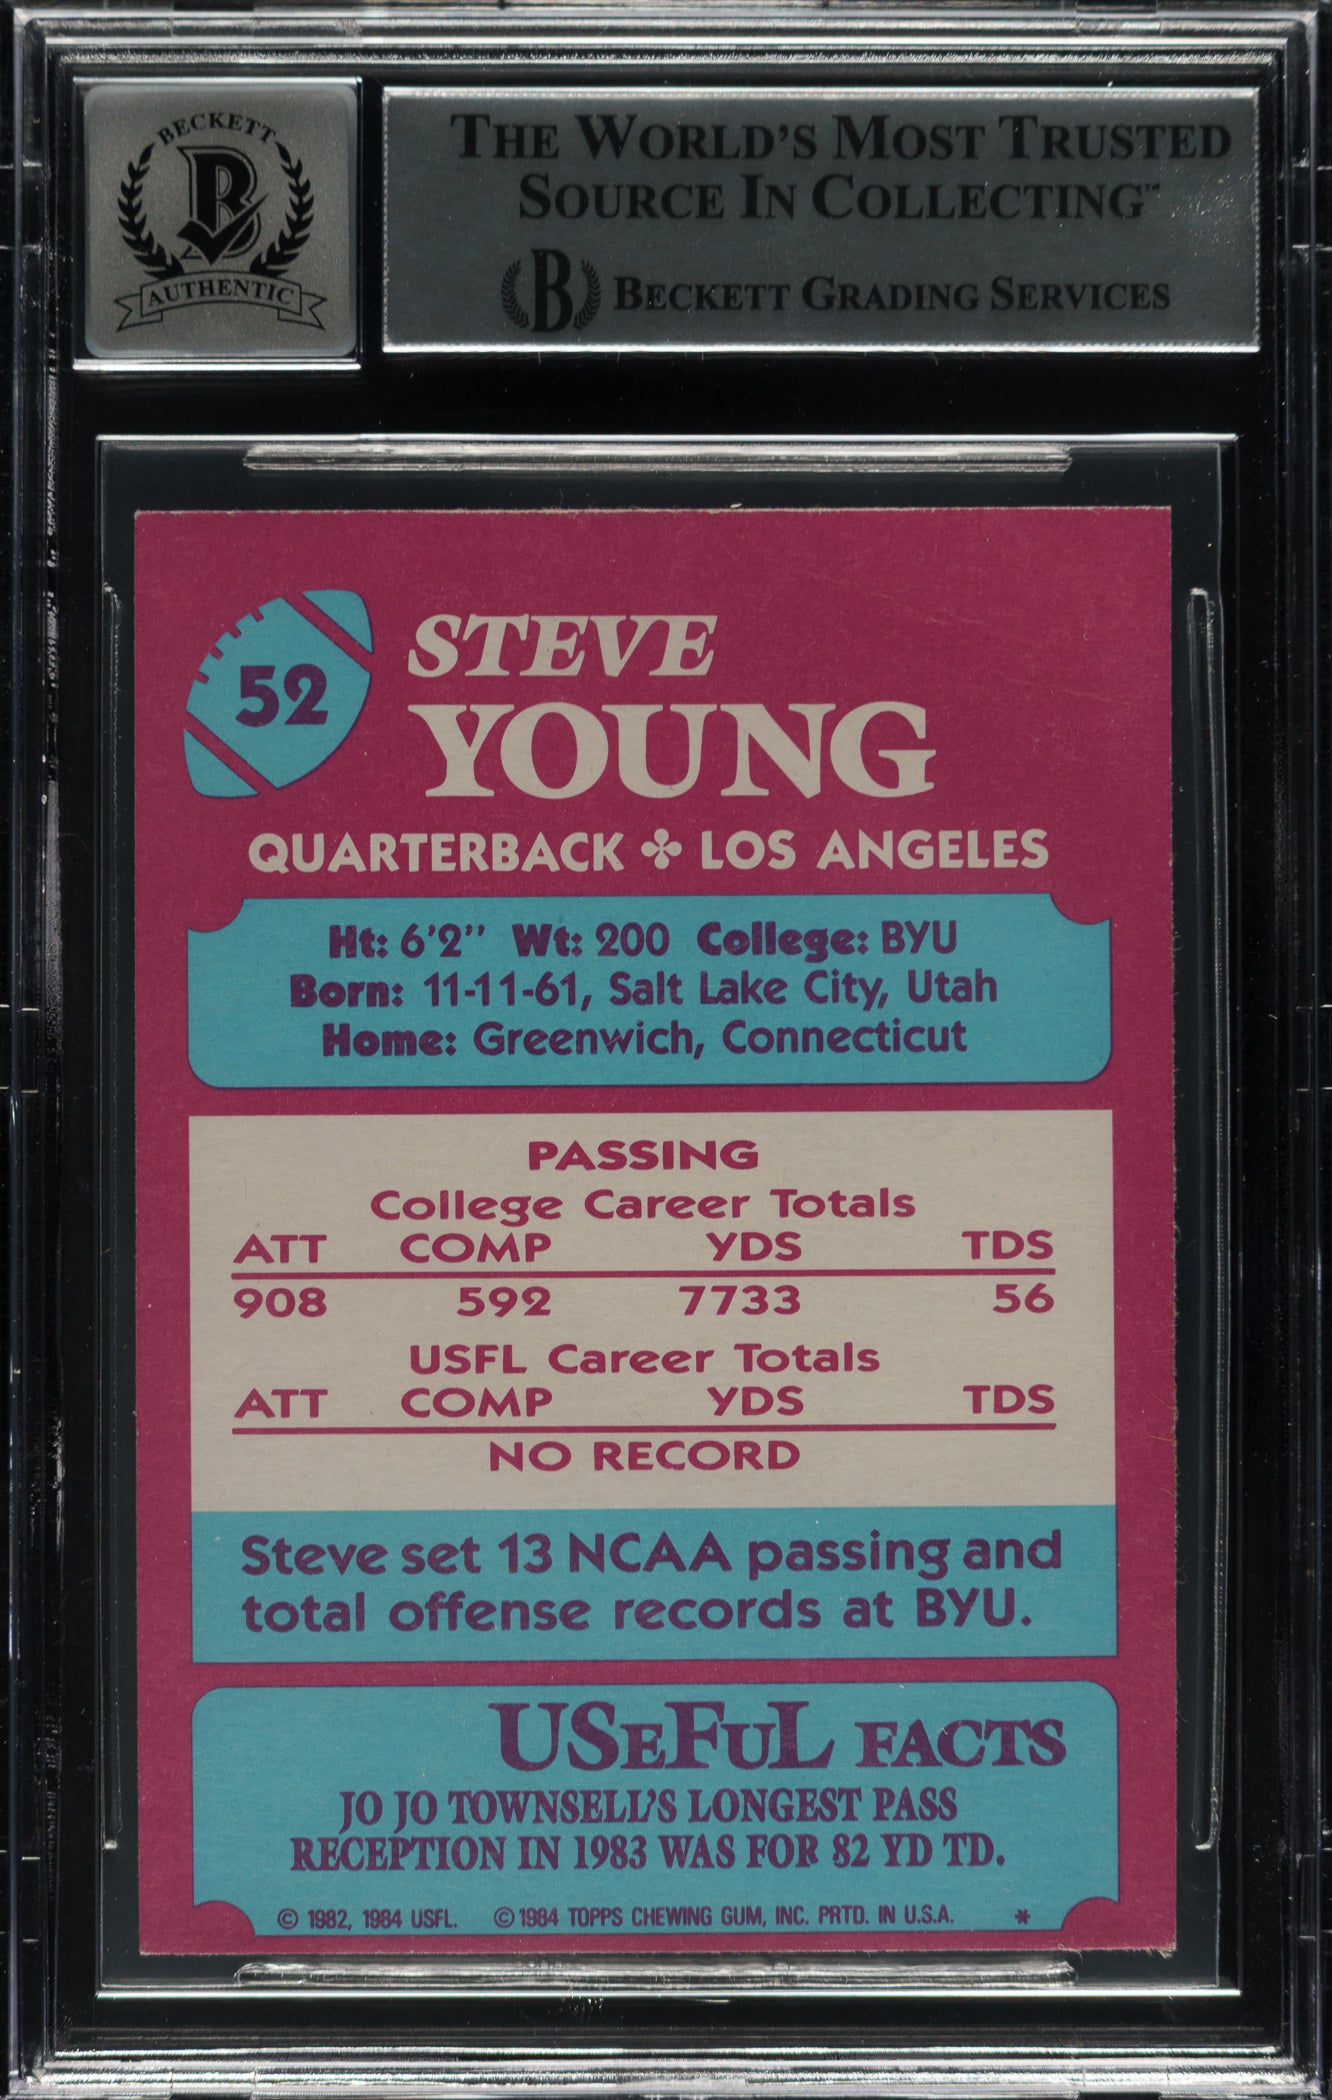 BECKETT
B
AUTHENTIC
THE WORLD'S MOST TRUSTED
SOURCE IN COLLECTING™
B BECKETT GRADING SERVICES
52
STEVE
YOUNG
QUARTERBACK ♣ LOS ANGELES
Ht: 6'2" Wt: 200 College: BYU
Born: 11-11-61, Salt Lake City, Utah
Home: Greenwich, Connecticut
PASSING
College Career Totals
ATT COMP YDS TDS
908 592 7733 56
USFL Career Totals
ATT COMP YDS TDS
NO RECORD
Steve set 13 NCAA passing and
total offense records at BYU.
USeFuL FACTS
JO JO TOWNSELL'S LONGEST PASS
RECEPTION IN 1983 WAS FOR 82 YD TD.
© 1982, 1984 USFL. © 1984 TOPPS CHEWING GUM, INC. PRTD. IN U.S.A. *